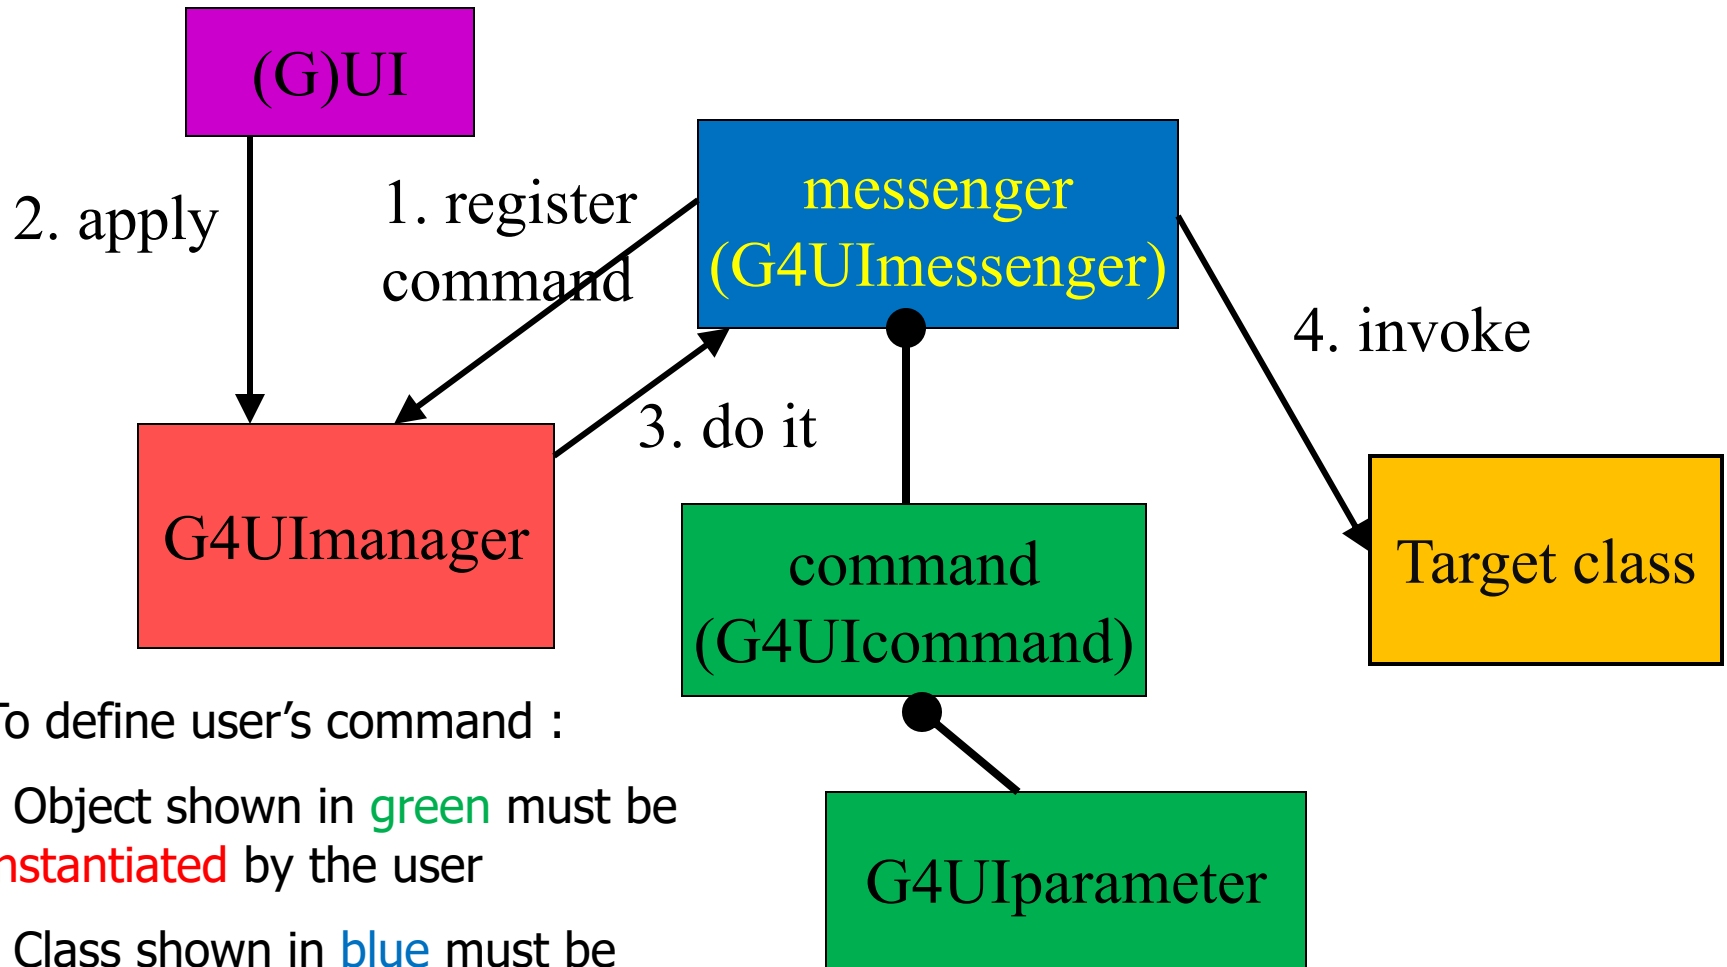 (G)UI
messenger
(G4UImessenger)
1. register
command
2. apply
4. invoke
3. do it
G4UImanager
command
(G4UIcommand)
Target class
To define user’s command :
Object shown in green must be
nstantiated by the user
G4UIparameter
Class shown in blue must be